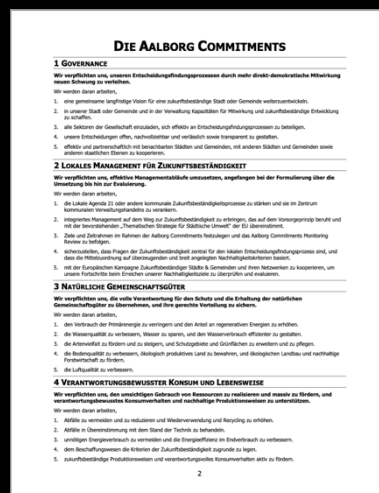 DIE AALBORG COMMITMENTS
1 GOVERNANCE
Wir verpflichten uns, unseren Entscheidungsfindungsprozessen durch mehr direkt-demokratische Mitwirkung
neuen Schwung zu verleihen.
Wir werden daran arbeiten,
1. eine gemeinsame langfristige Vision für eine zukunftsbeständige Stadt oder Gemeinde weiterzuentwickeln.
2. in unserer Stadt oder Gemeinde und in der Verwaltung Kapazitäten für Mitwirkung und zukunftsbeständige Entwicklung
zu schaffen.
3. alle Sektoren der Gesellschaft einzuladen, sich effektiv an Entscheidungsfindungsprozessen zu beteiligen.
4. unsere Entscheidungen offen, nachvollziehbar und verlässlich sowie transparent zu gestalten.
5. effektiv und partnerschaftlich mit benachbarten Städten und Gemeinden, mit anderen Städten und Gemeinden sowie
anderen staatlichen Ebenen zu kooperieren.
2 LOKALES MANAGEMENT FÜR ZUKUNFTSBESTÄNDIGKEIT
Wir verpflichten uns, effektive Managementabläufe umzusetzen, angefangen bei der Formulierung über die
Umsetzung bis hin zur Evaluierung.
Wir werden daran arbeiten,
1. die Lokale Agenda 21 oder andere kommunale Zukunftsbeständigkeitsprozesse zu stärken und sie im Zentrum
kommunalen Verwaltungshandelns zu verankern.
2. integriertes Management auf dem Weg zur Zukunftsbeständigkeit zu erbringen, das auf dem Vorsorgeprinzip beruht und
mit der bevorstehenden „Thematischen Strategie für Städtische Umwelt" der EU übereinstimmt.
3. Ziele und Zeitrahmen im Rahmen der Aalborg Commitments festzulegen und das Aalborg Commitments Monitoring
Review zu befolgen.
4. sicherzustellen, dass Fragen der Zukunftsbeständigkeit zentral für den lokalen Entscheidungsfindungsprozess sind, und
dass die Mittelzuordnung auf überzeugenden und breit angelegten Nachhaltigkeitskriterien basiert.
5. mit der Europäischen Kampagne Zukunftsbeständiger Städte & Gemeinden und ihren Netzwerken zu kooperieren, um
unsere Fortschritte beim Erreichen unserer Nachhaltigkeitsziele zu überprüfen und evaluieren.
3 NATÜRLICHE GEMEINSCHAFTSGÜTER
Wir verpflichten uns, die volle Verantwortung für den Schutz und die Erhaltung der natürlichen
Gemeinschaftsgüter zu übernehmen, und ihre gerechte Verteilung zu sichern.
Wir werden daran arbeiten,
1. den Verbrauch der Primärenergie zu verringern und den Anteil an regenerativen Energien zu erhöhen.
2. die Wasserqualität zu verbessern, Wasser zu sparen, und den Wasserverbrauch effizienter zu gestalten.
3. die Artenvielfalt zu fördern und zu steigern, und Schutzgebiete und Grünflächen zu erweitern und zu pflegen.
4. die Bodenqualität zu verbessern, ökologisch produktives Land zu bewahren, und ökologischen Landbau und nachhaltige
Forstwirtschaft zu fördern.
5. die Luftqualität zu verbessern.
4 VERANTWORTUNGSBEWUSSTER KONSUM UND LEBENSWEISE
Wir verpflichten uns, den umsichtigen Gebrauch von Ressourcen zu realisieren und massiv zu fördern, und
verantwortungsbewusstes Konsumverhalten und nachhaltige Produktionsweisen zu unterstützen.
Wir werden daran arbeiten,
1. Abfälle zu vermeiden und zu reduzieren und Wiederverwendung und Recycling zu erhöhen.
2. Abfälle in Übereinstimmung mit dem Stand der Technik zu behandeln.
3. unnötigen Energieverbrauch zu vermeiden und die Energieeffizienz im Endverbrauch zu verbessern.
4. dem Beschaffungswesen die Kriterien der Zukunftsbeständigkeit zugrunde zu legen.
5. zukunftsbeständige Produktionsweisen und verantwortungsvolles Konsumverhalten aktiv zu fördern.
2